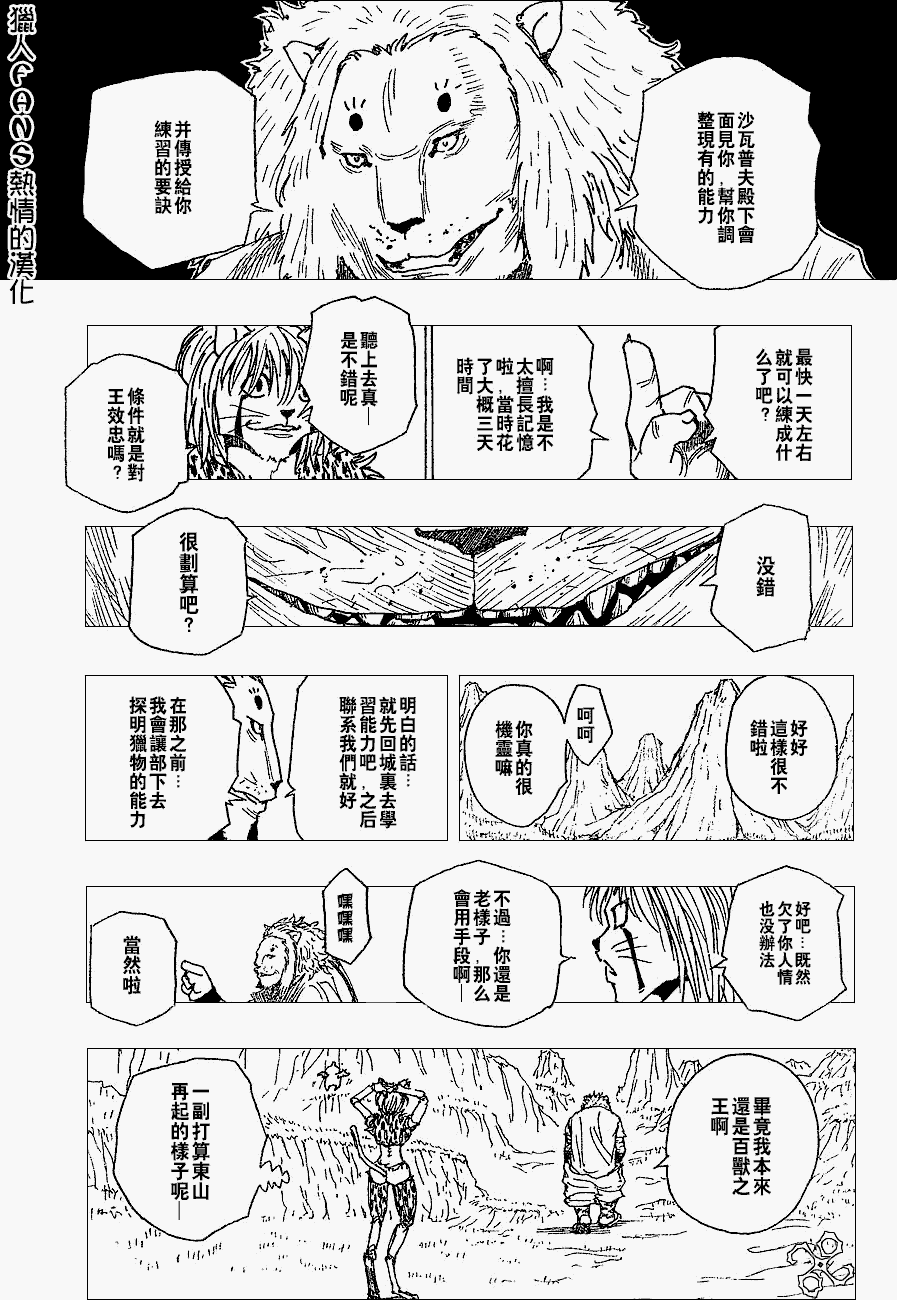 獵人FANS熱情的漢化
沙瓦普夫殿下會
面見你,幫你調
整現有的能力
并傳授給你
練習的要訣
最快一天左右
就可以練成什
么了吧？
啊…我是不
太擅長記憶
啦,當時花
了大概三天
時間
聽上去真—
是不錯呢
條件就是對
王效忠嗎？
没錯
很劃算吧？
好好
這樣很不
錯啦
呵呵
你真的很
機靈嘛
明白的話…
就先回城裏去學
習能力吧,之后
聯系我們就好
在那之前…
我會讓部下去
探明獵物的能力
好吧…既然
欠了你人情
也没辦法
不過…你還是
老樣子,那么
會用手段啊—
嘿嘿嘿
當然啦
畢竟我本來
還是百獸之
王啊
一副打算東山
再起的樣子呢—